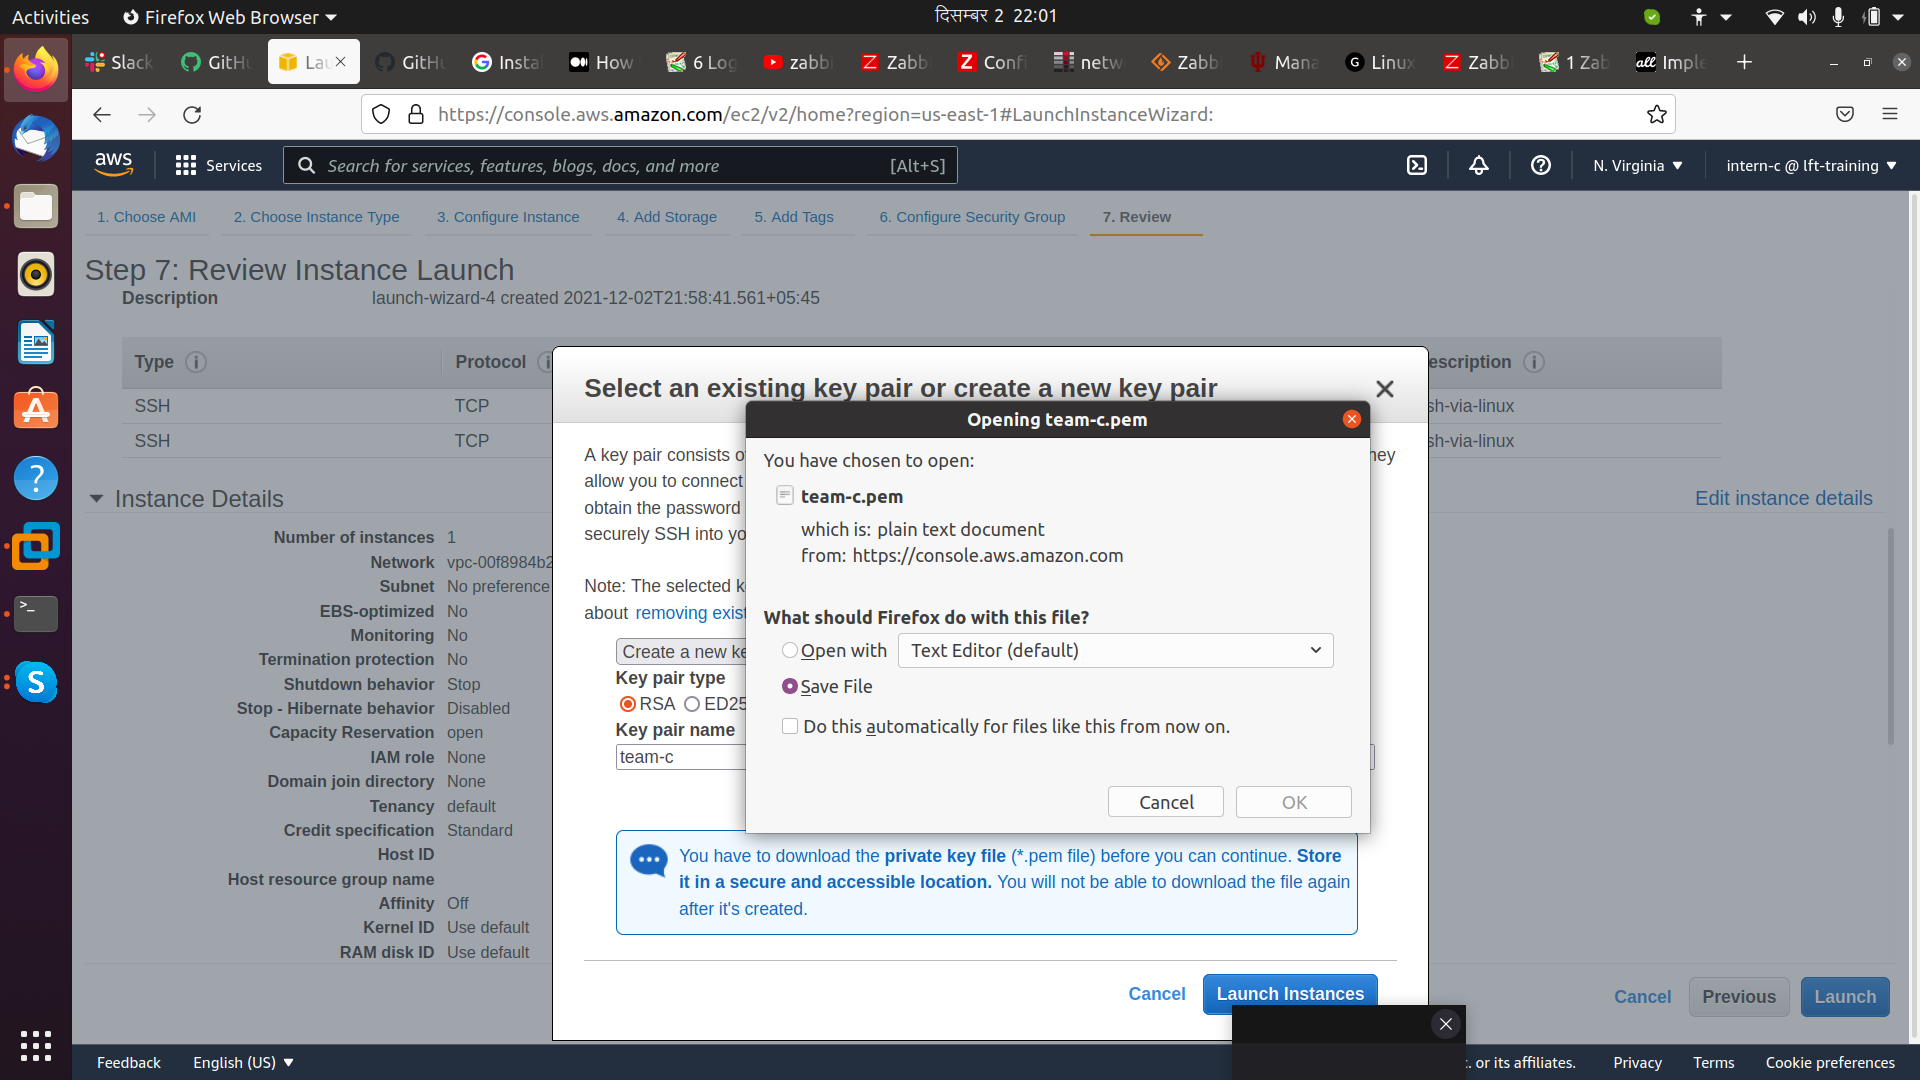 Activities
Firefox Web Browser
दिसम्बर 2 22:01
Slack
GitHu
Lau
GitHu
Insta
How
6 Log
zabbi
Zabbi
Confi
netw
Zabbi
Mana
Linux
Zabbi
1 Zab
Imple
https://console.aws.amazon.com/ec2/v2/home?region=us-east-1#LaunchInstanceWizard:
aws
Services
Search for services, features, blogs, docs, and more
[Alt+S]
N. Virginia
intern-c @ lft-training
1. Choose AMI
2. Choose Instance Type
3. Configure Instance
4. Add Storage
5. Add Tags
6. Configure Security Group
7. Review
Step 7: Review Instance Launch
Description launch-wizard-4 created 2021-12-02T21:58:41.561+05:45
Type
Protocol
escription
SSH TCP sh-via-linux
SSH TCP sh-via-linux
Instance Details
Edit instance details
Number of instances 1
Network vpc-00f8984b2
Subnet No preference
EBS-optimized No
Monitoring No
Termination protection No
Shutdown behavior Stop
Stop - Hibernate behavior Disabled
Capacity Reservation open
IAM role None
Domain join directory None
Tenancy default
Credit specification Standard
Host ID
Host resource group name
Affinity Off
Kernel ID Use default
RAM disk ID Use default
Select an existing key pair or create a new key pair
A key pair consists o hey
allow you to connect
obtain the password
securely SSH into yo
Note: The selected k
about removing exist
Create a new ke
Key pair type
RSA ED25
Key pair name
team-c
Opening team-c.pem
You have chosen to open:
team-c.pem
which is: plain text document
from: https://console.aws.amazon.com
What should Firefox do with this file?
Open with Text Editor (default)
Save File
Do this automatically for files like this from now on.
Cancel
OK
You have to download the private key file (*.pem file) before you can continue. Store
it in a secure and accessible location. You will not be able to download the file again
after it's created.
Cancel
Launch Instances
Cancel
Previous
Launch
Feedback
English (US)
. or its affiliates.
Privacy
Terms
Cookie preferences